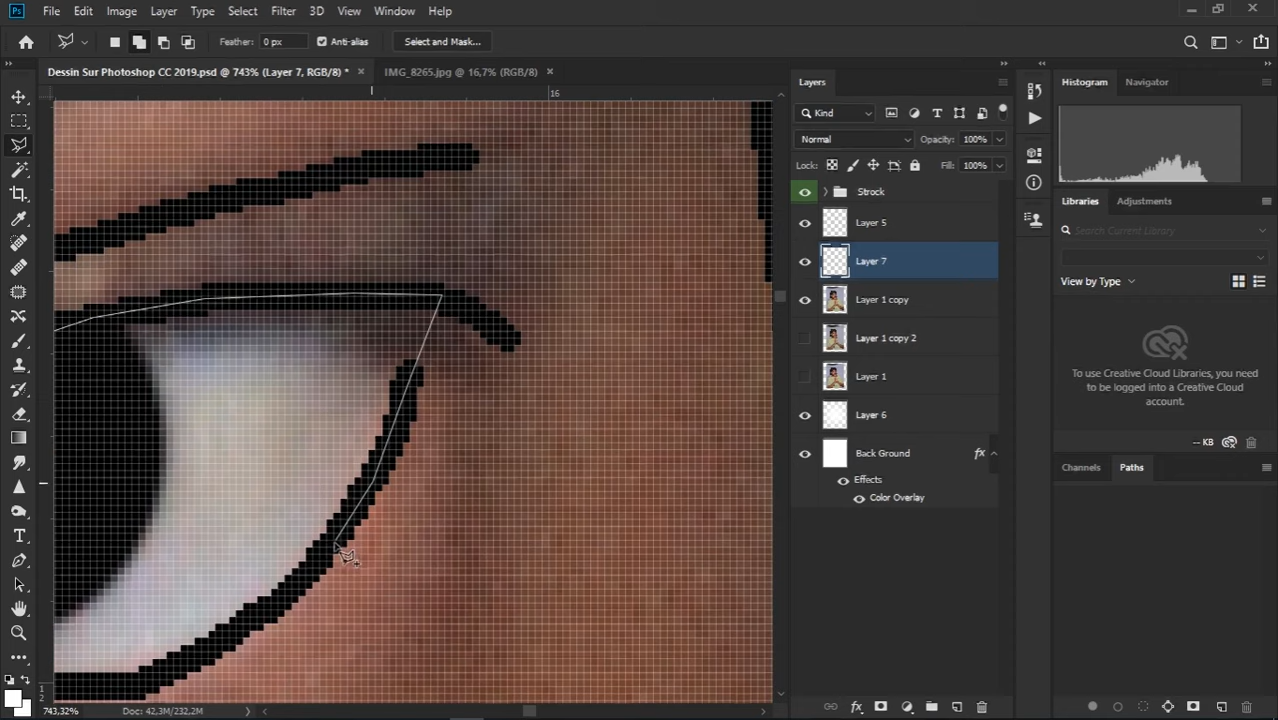 Ps File Edit Image Layer Type Select Filter 3D View Window Help
Feather: 0 px Anti-alias Select and Mask...
Dessin Sur Photoshop CC 2019.psd @ 743% (Layer 7, RGB/8) *
IMG_8265.jpg @ 16,7% (RGB/8)
16
1
2
743,32% Doc: 42,3M/232,2M
Layers
Kind
Normal Opacity: 100%
Lock: Fill: 100%
Strock
Layer 5
Layer 7
Layer 1 copy
Layer 1 copy 2
Layer 1
Layer 6
Back Ground fx
Effects
Color Overlay
fx
Histogram Navigator
Libraries Adjustments
Search Current Library
View by Type
To use Creative Cloud Libraries, you
need to be logged into a Creative Cloud
account.
-- KB
Channels Paths